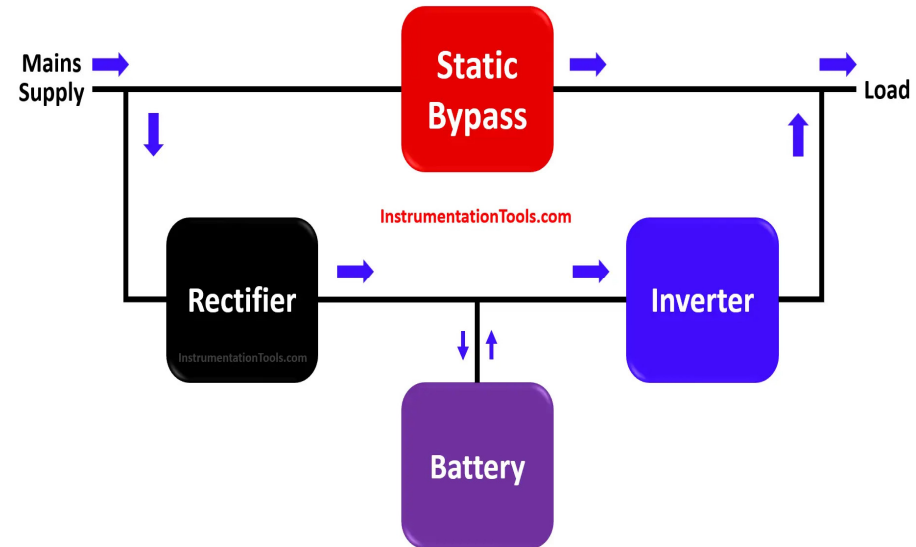 Mains
Supply
Static
Bypass
Load
InstrumentationTools.com
Rectifier
InstrumentationTools.com
Inverter
Battery